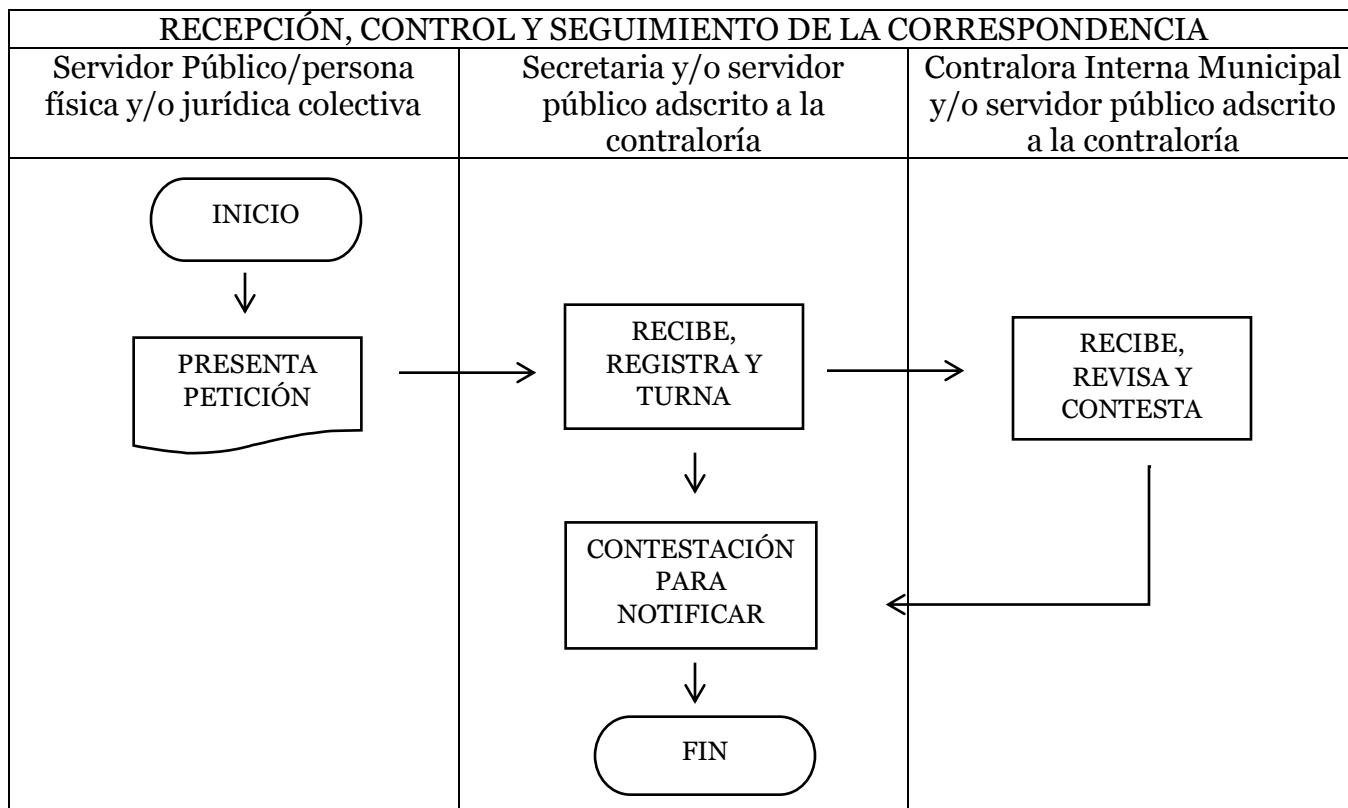 RECEPCIÓN, CONTROL Y SEGUIMIENTO DE LA CORRESPONDENCIA
Servidor Público/persona
física y/o jurídica colectiva
Secretaria y/o servidor
público adscrito a la
contraloría
Contralora Interna Municipal
y/o servidor público adscrito
a la contraloría
INICIO
PRESENTA
PETICIÓN
RECIBE,
REGISTRA Y
TURNA
RECIBE,
REVISA Y
CONTESTA
CONTESTACIÓN
PARA
NOTIFICAR
FIN